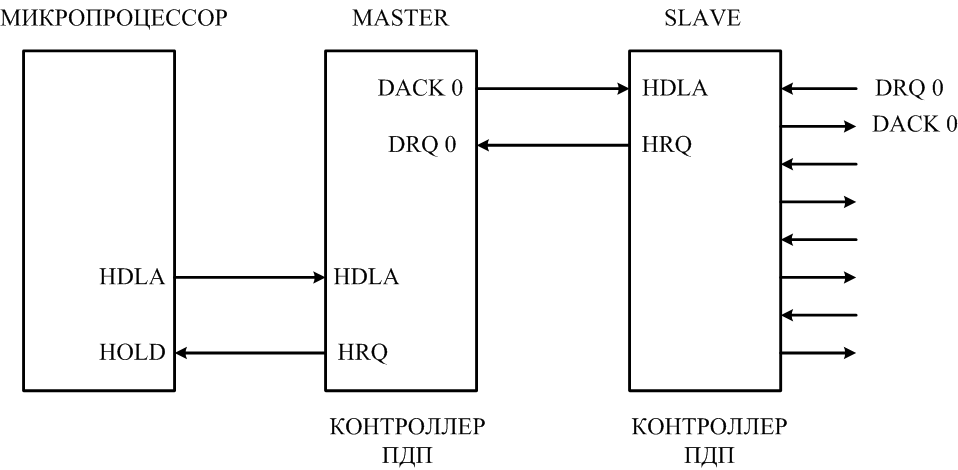 МИКРОПРОЦЕССОР MASTER SLAVE
DACK 0 HDLA DRQ 0
DACK 0
DRQ 0 HRQ
HDLA HDLA
HOLD HRQ
КОНТРОЛЛЕР КОНТРОЛЛЕР
ПДП ПДП